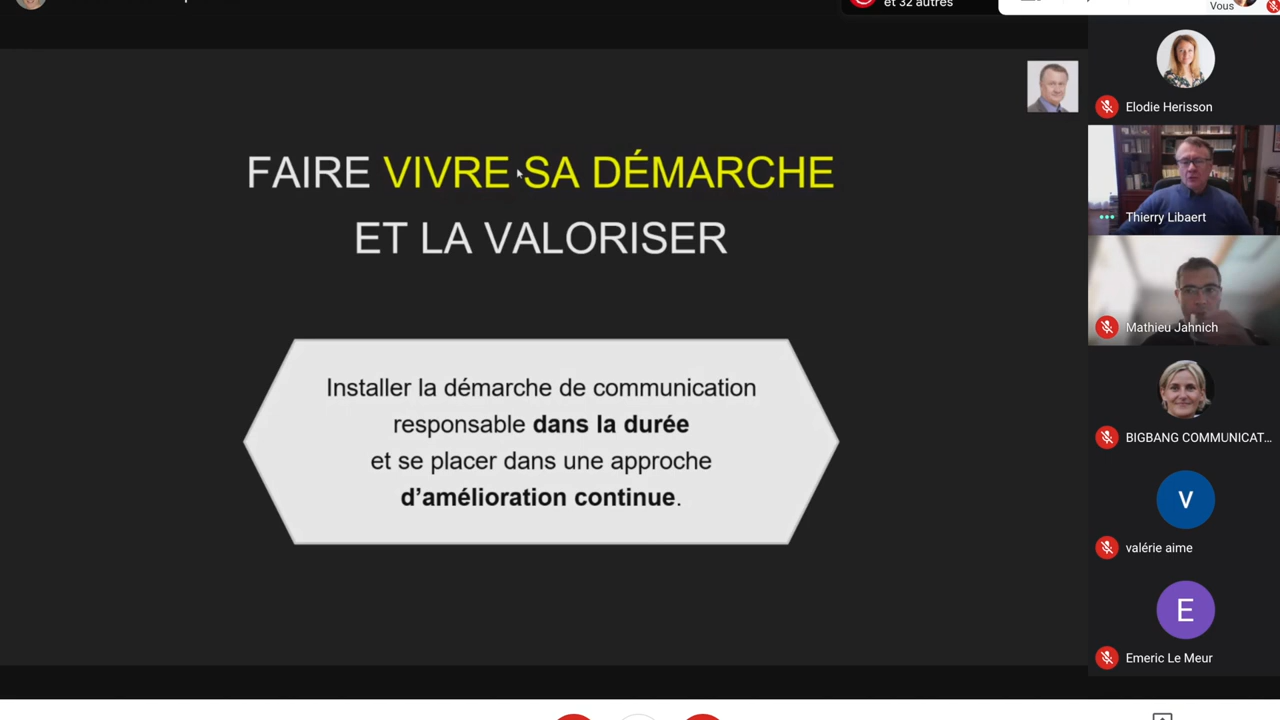 et 32 autres
Vous
FAIRE VIVRE SA DÉMARCHE
ET LA VALORISER
Installer la démarche de communication
responsable dans la durée
et se placer dans une approche
d’amélioration continue.
Elodie Herisson
Thierry Libaert
Mathieu Jahnich
BIGBANG COMMUNICAT...
V
valérie aime
E
Emeric Le Meur